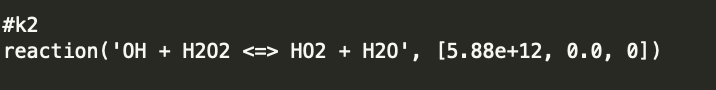 #k2
reaction('OH + H2O2 <=> HO2 + H2O', [5.88e+12, 0.0, 0])